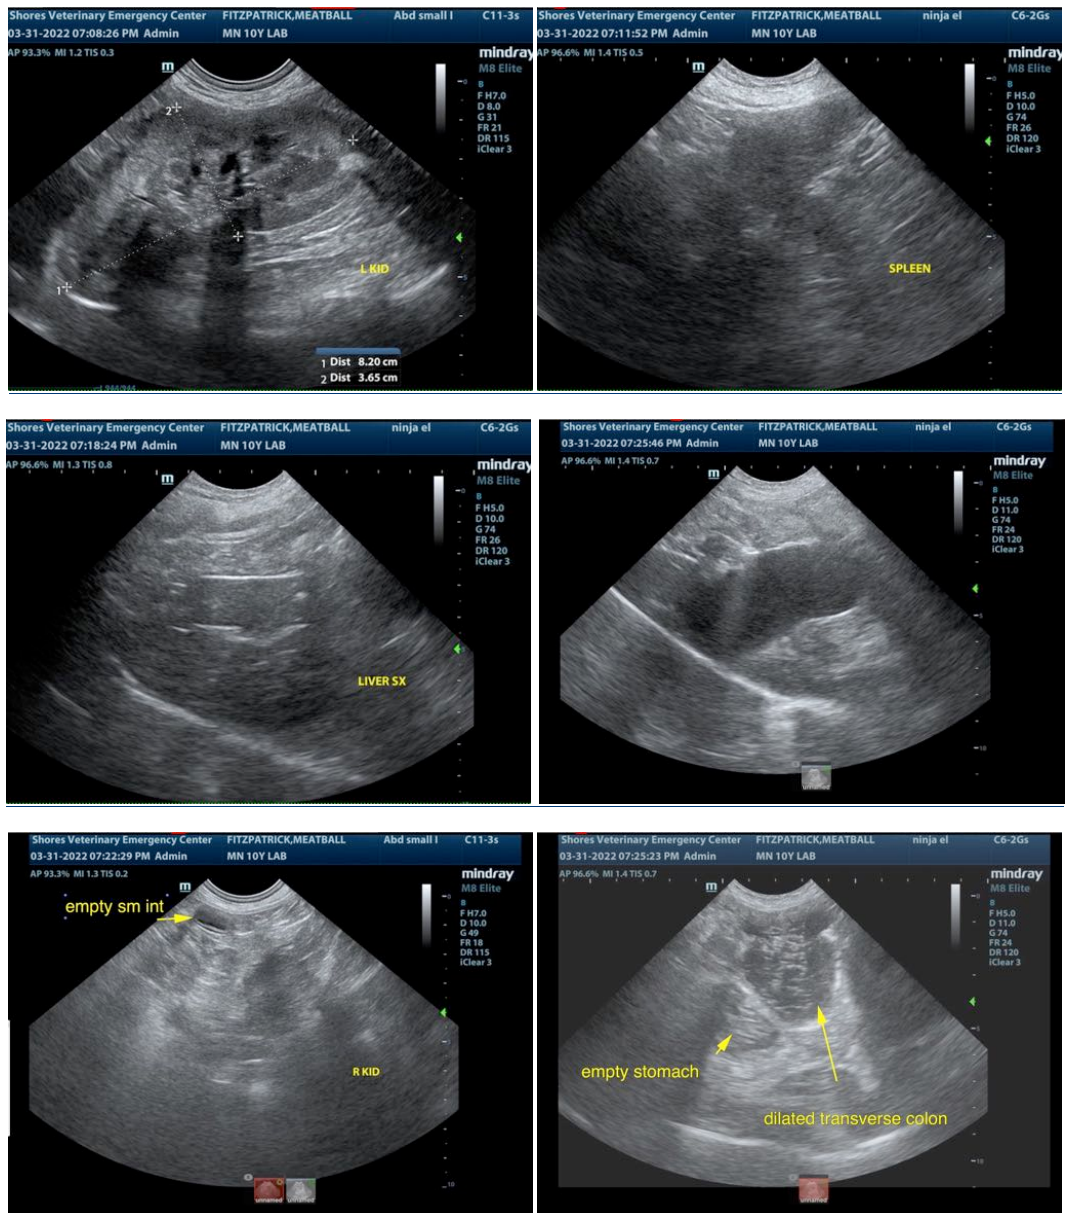 Shores Veterinary Emergency Center FITZPATRICK,MEATBALL Abd small I C11-3s
03-31-2022 07:08:26 PM Admin MN 10Y LAB
AP 93.3% MI 1.2 TIS 0.3
mindray
M8 Elite
m
B
F H7.0
D 8.0
G 31
FR 21
DR 115
iClear 3
0
2
5
1
L KID
1 Dist 8.20 cm
2 Dist 3.65 cm
Shores Veterinary Emergency Center FITZPATRICK,MEATBALL ninja el C6-2Gs
03-31-2022 07:11:52 PM Admin MN 10Y LAB
AP 96.6% MI 1.4 TIS 0.5
mindray
M8 Elite
m
B
F H5.0
D 10.0
G 74
FR 26
DR 120
iClear 3
SPLEEN
Shores Veterinary Emergency Center FITZPATRICK,MEATBALL ninja el C6-2Gs
03-31-2022 07:18:24 PM Admin MN 10Y LAB
AP 96.6% MI 1.3 TIS 0.8
mindray
M8 Elite
m
B
F H5.0
D 10.0
G 74
FR 26
DR 120
iClear 3
LIVER SX
Shores Veterinary Emergency Center FITZPATRICK,MEATBALL ninja el C6-2Gs
03-31-2022 07:25:46 PM Admin MN 10Y LAB
AP 96.6% MI 1.4 TIS 0.7
mindray
M8 Elite
m
B
F H5.0
D 11.0
G 74
FR 24
DR 120
iClear 3
5
10
unnamed
Shores Veterinary Emergency Center FITZPATRICK,MEATBALL Abd small I C11-3s
03-31-2022 07:22:29 PM Admin MN 10Y LAB
AP 93.3% MI 1.3 TIS 0.2
mindray
M8 Elite
m
B
F H7.0
D 10.0
G 49
FR 18
DR 115
iClear 3
empty sm int
R KID
10
unnamed unnamed
Shores Veterinary Emergency Center FITZPATRICK,MEATBALL ninja el C6-2Gs
03-31-2022 07:25:23 PM Admin MN 10Y LAB
AP 96.6% MI 1.4 TIS 0.7
mindray
M8 Elite
m
B
F H5.0
D 11.0
G 74
FR 24
DR 120
iClear 3
empty stomach
dilated transverse colon
10
unnamed